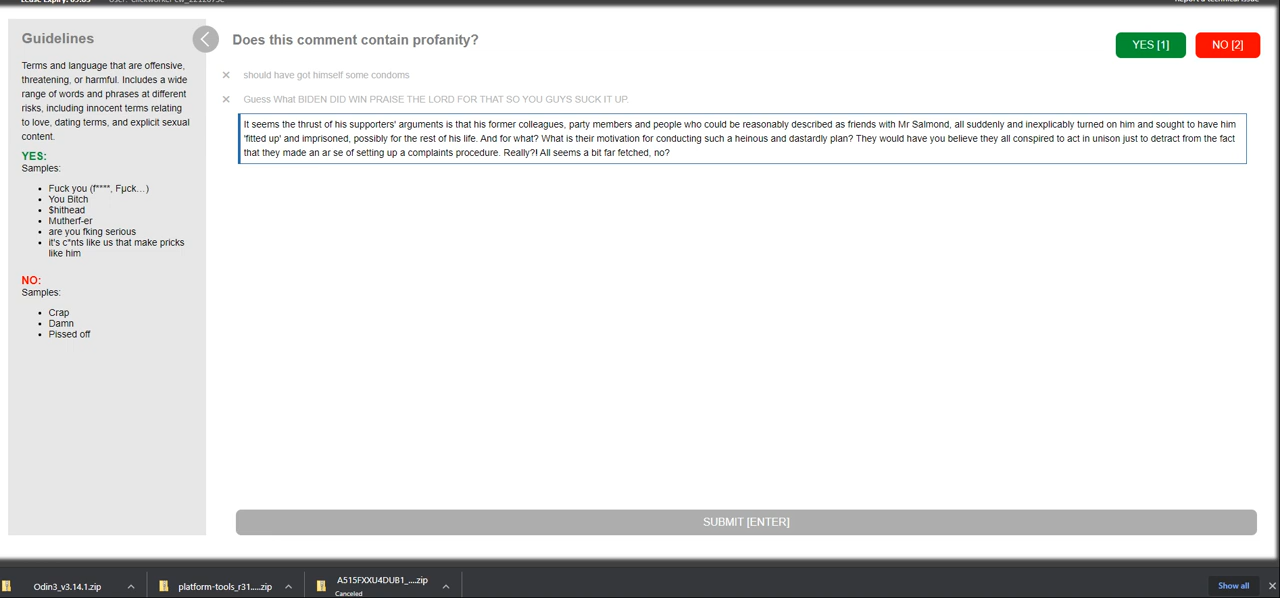 Guidelines
Terms and language that are offensive,
threatening, or harmful. Includes a wide
range of words and phrases at different
risks, including innocent terms relating
to love, dating terms, and explicit sexual
content.
YES:
Samples:
Fuck you (f****, Fµck...)
You Bitch
$hithead
Mutherf-er
are you fking serious
it's c*nts like us that make pricks
like him
NO:
Samples:
Crap
Damn
Pissed off
Does this comment contain profanity?
YES [1]
NO [2]
should have got himself some condoms
Guess What BIDEN DID WIN PRAISE THE LORD FOR THAT SO YOU GUYS SUCK IT UP.
It seems the thrust of his supporters' arguments is that his former colleagues, party members and people who could be reasonably described as friends with Mr Salmond, all suddenly and inexplicably turned on him and sought to have him
'fitted up' and imprisoned, possibly for the rest of his life. And for what? What is their motivation for conducting such a heinous and dastardly plan? They would have you believe they all conspired to act in unison just to detract from the fact
that they made an ar se of setting up a complaints procedure. Really?! All seems a bit far fetched, no?
SUBMIT [ENTER]
Odin3_v3.14.1.zip
platform-tools_r31.....zip
A515FXXU4DUB1_....zip
Canceled
Show all